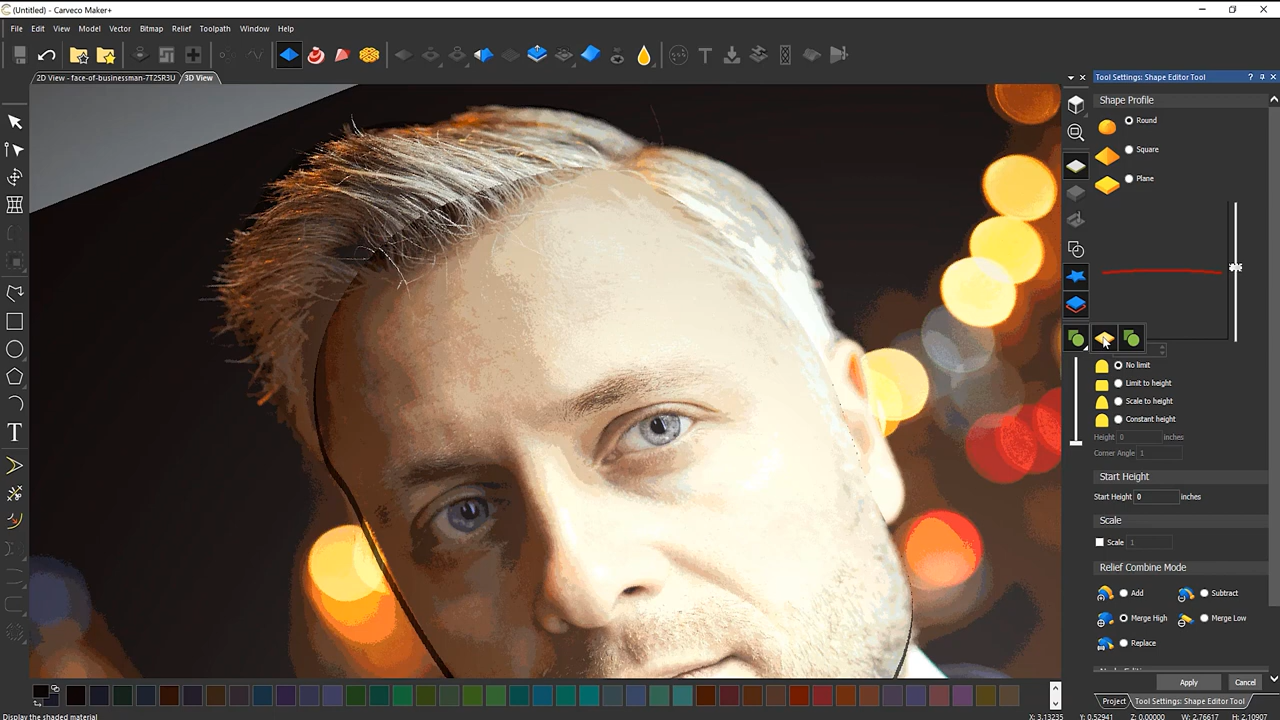 (Untitled) - Carveco Maker+
File Edit View Model Vector Bitmap Relief Toolpath Window Help
2D View - face-of-businessman-7T2SR3U 3D View
Tool Settings: Shape Editor Tool
Shape Profile
Round
Square
Plane
No limit
Limit to height
Scale to height
Constant height
Height 0 inches
Corner Angle 1
Start Height
Start Height 0 inches
Scale
Scale 1
Relief Combine Mode
Add Subtract
Merge High Merge Low
Replace
Apply Cancel
Project Tool Settings: Shape Editor Tool
Display the shaded material
X: 3.13235 Y: 0.52941 Z: 0.00000 W: 2.76617 H: 2.10907